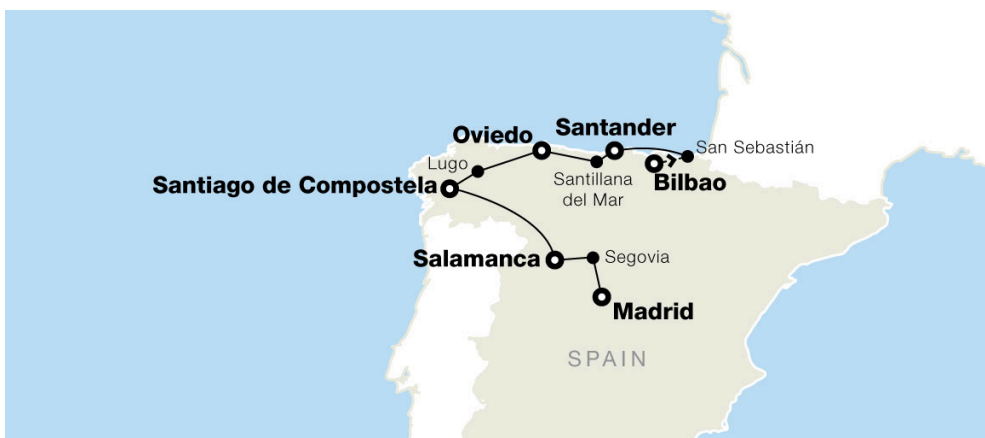 Oviedo
Santander
San Sebastián
Lugo
Santillana
del Mar
Bilbao
Santiago de Compostela
Salamanca
Segovia
Madrid
SPAIN